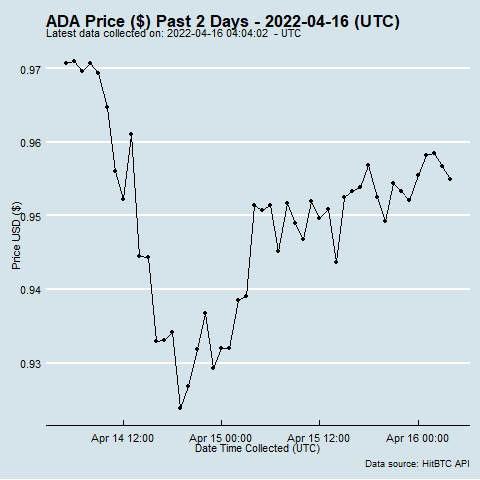 ADA Price ($) Past 2 Days - 2022-04-16 (UTC)
Latest data collected on: 2022-04-16 04:04:02 - UTC
0.97
0.96
0.95
0.94
0.93
Price USD ($)
Apr 14 12:00
Apr 15 00:00
Apr 15 12:00
Apr 16 00:00
Date Time Collected (UTC)
Data source: HitBTC API